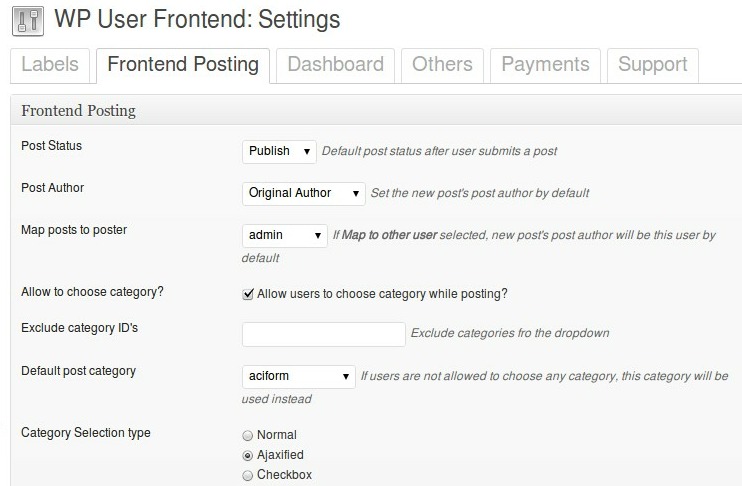 WP User Frontend: Settings
Labels Frontend Posting Dashboard Others Payments Support
Frontend Posting
Post Status Publish Default post status after user submits a post
Post Author Original Author Set the new post's post author by default
Map posts to poster admin If Map to other user selected, new post's post author will be this user by
default
Allow to choose category? Allow users to choose category while posting?
Exclude category ID's Exclude categories fro the dropdown
Default post category aciform If users are not allowed to choose any category, this category will be
used instead
Category Selection type Normal
Ajaxified
Checkbox